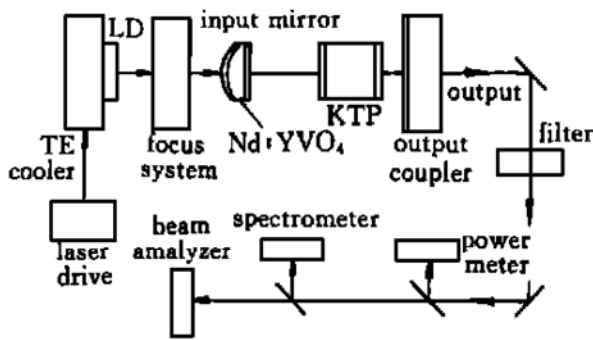 LD
input mirror
TE
cooler
focus
system
Nd:YVO₄
KTP
output
coupler
output
filter
laser
drive
beam
amalyzer
spectrometer
power
meter